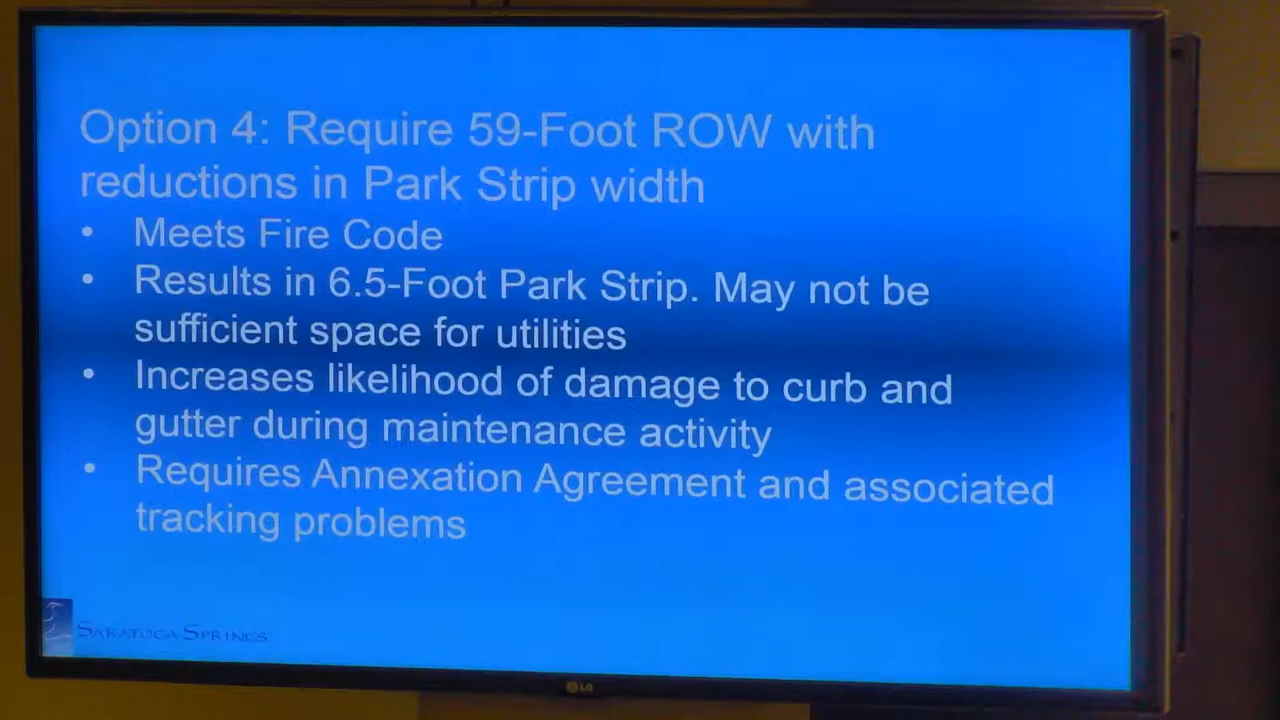 Option 4: Require 59-Foot ROW with
reductions in Park Strip width
• Meets Fire Code
• Results in 6.5-Foot Park Strip. May not be
sufficient space for utilities
• Increases likelihood of damage to curb and
gutter during maintenance activity
• Requires Annexation Agreement and associated
tracking problems
SARATOGA SPRINGS
LG